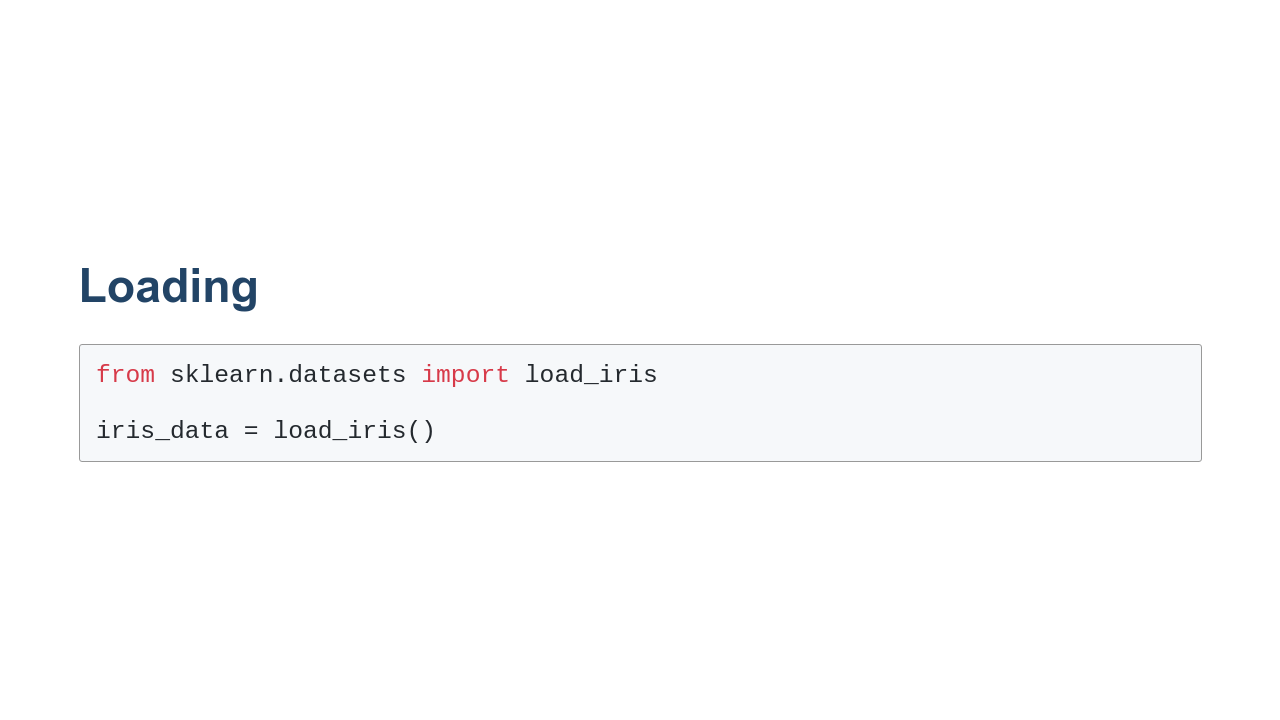 Loading
from sklearn.datasets import load_iris
iris_data = load_iris()